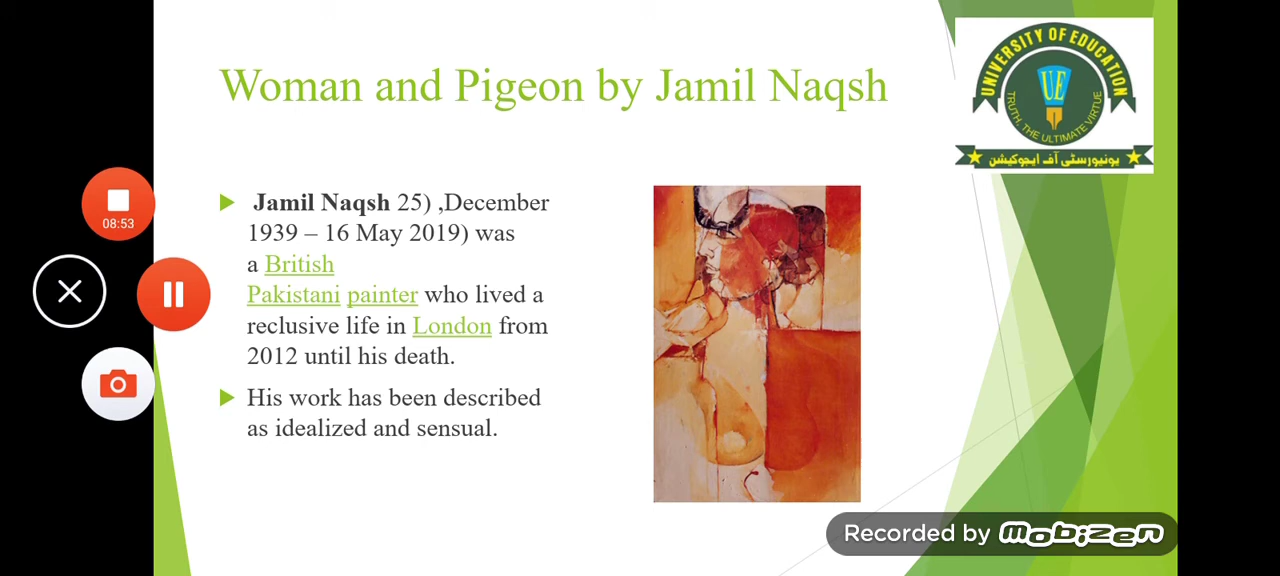 Woman and Pigeon by Jamil Naqsh
UNIVERSITY OF EDUCATION
UE
TRUTH, THE ULTIMATE VIRTUE
یونیورسٹی آف ایجوکیشن
Jamil Naqsh 25) ,December
1939 – 16 May 2019) was
a British
Pakistani painter who lived a
reclusive life in London from
2012 until his death.
His work has been described
as idealized and sensual.
08:53
Recorded by Mobizen